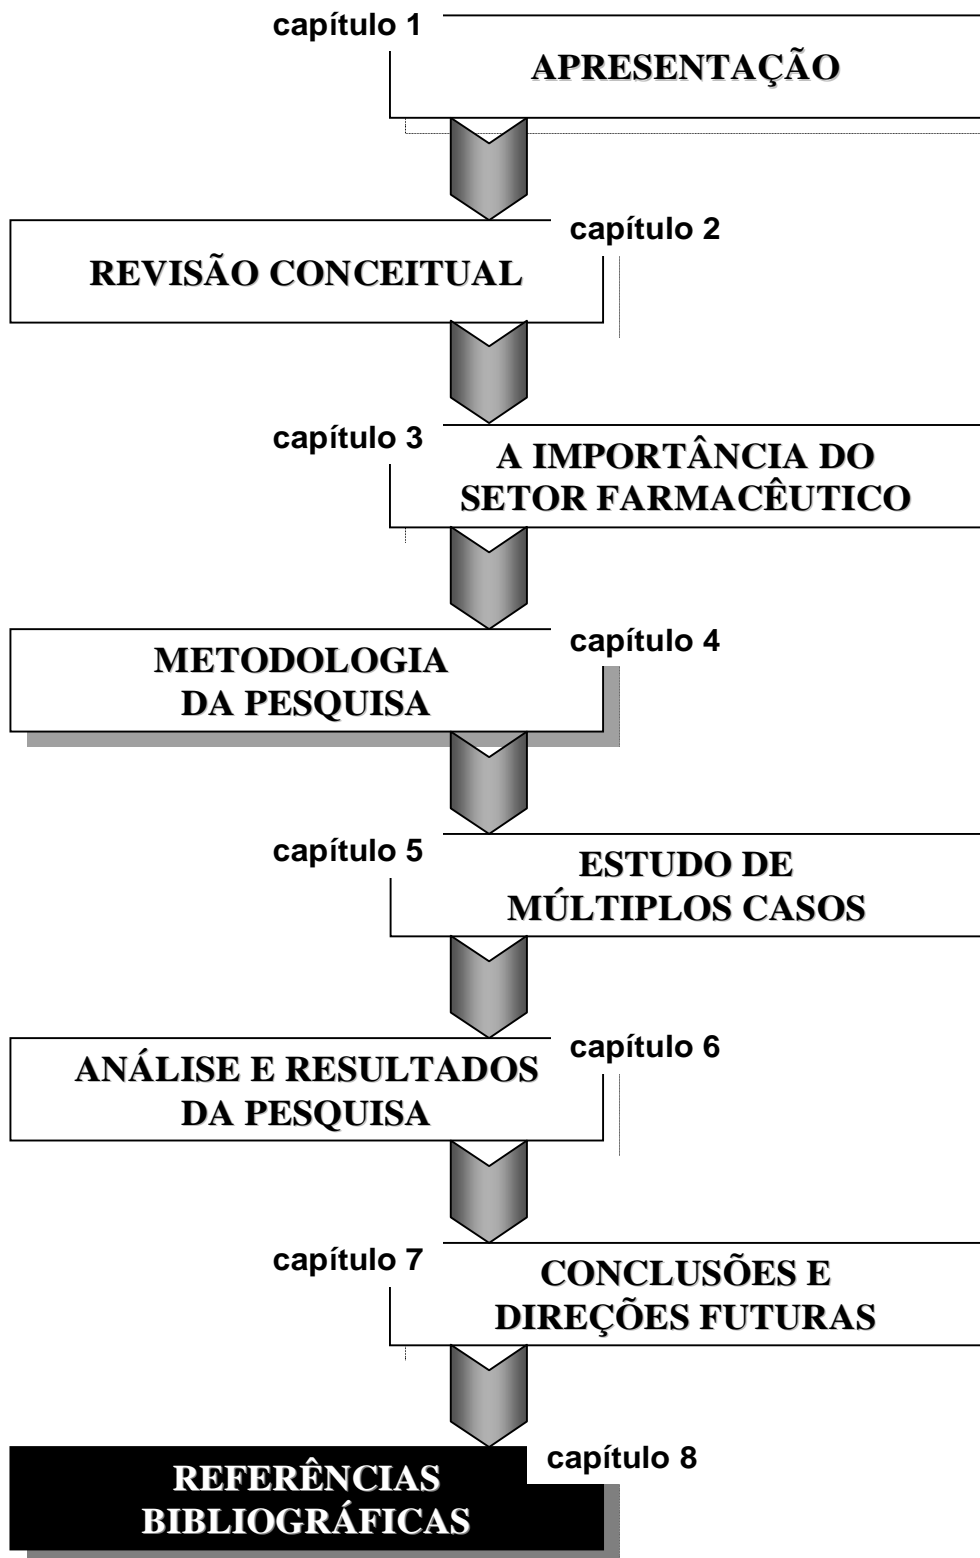 capítulo 1
APRESENTAÇÃO
capítulo 2
REVISÃO CONCEITUAL
capítulo 3
A IMPORTÂNCIA DO
SETOR FARMACÊUTICO
capítulo 4
METODOLOGIA
DA PESQUISA
capítulo 5
ESTUDO DE
MÚLTIPLOS CASOS
capítulo 6
ANÁLISE E RESULTADOS
DA PESQUISA
capítulo 7
CONCLUSÕES E
DIREÇÕES FUTURAS
capítulo 8
REFERÊNCIAS
BIBLIOGRÁFICAS